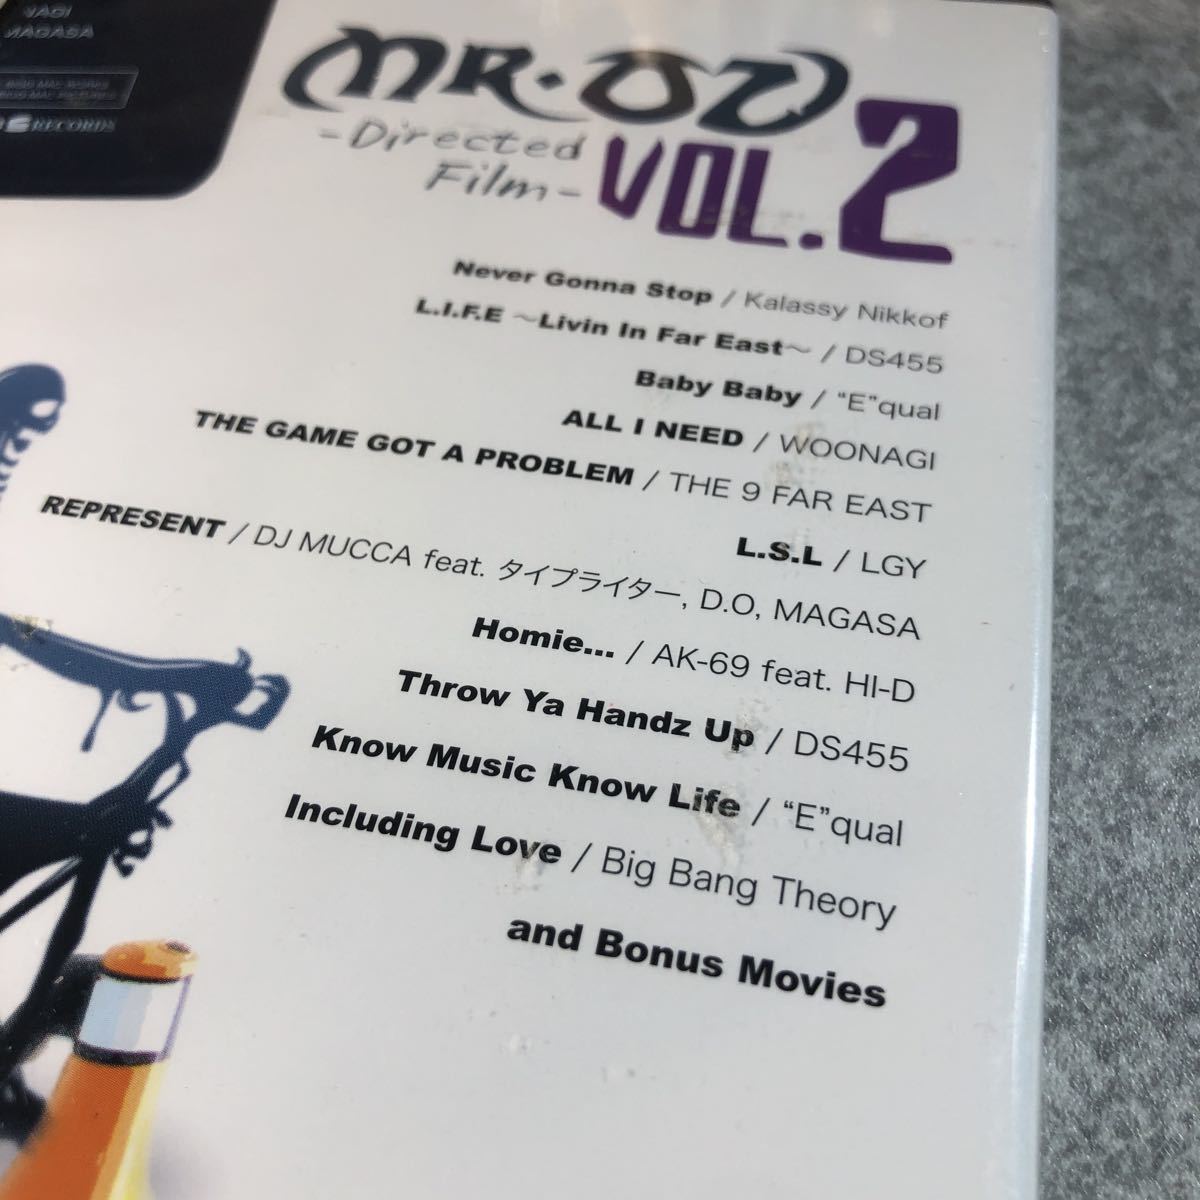 NAGI
MAGASA
RECORDS
MR.OZ
-Directed
Film-
VOL.2
Never Gonna Stop / Kalassy Nikkof
L.I.F.E ～Livin In Far East～ / DS455
Baby Baby / "E"qual
ALL I NEED / WOONAGI
THE GAME GOT A PROBLEM / THE 9 FAR EAST
L.S.L / LGY
REPRESENT / DJ MUCCA feat. タイプライター, D.O, MAGASA
Homie... / AK-69 feat. HI-D
Throw Ya Handz Up / DS455
Know Music Know Life / "E"qual
Including Love / Big Bang Theory
and Bonus Movies